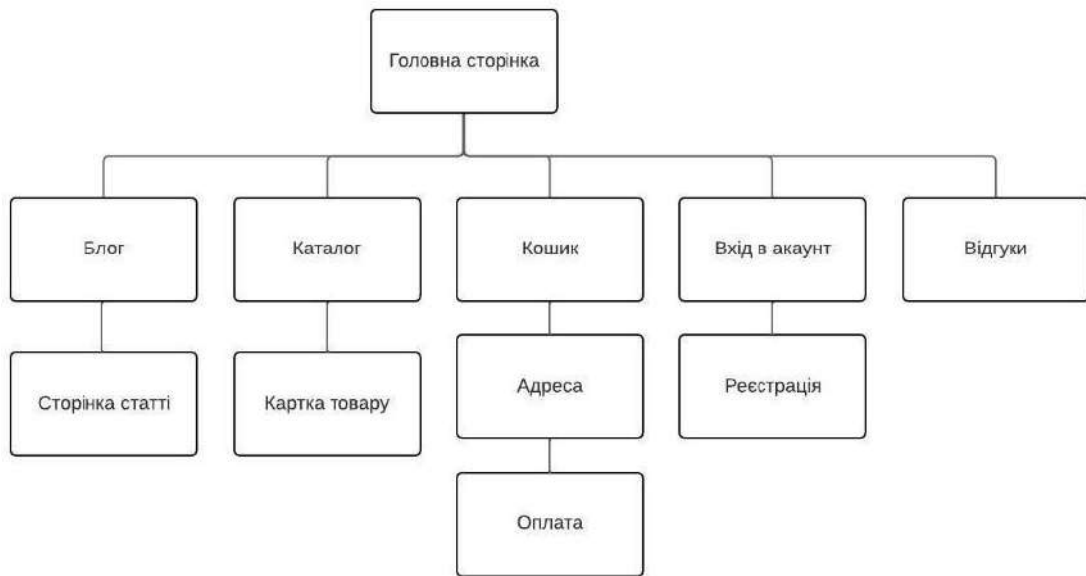 Головна сторінка
Блог
Каталог
Кошик
Вхід в акаунт
Відгуки
Сторінка статті
Картка товару
Адреса
Реєстрація
Оплата